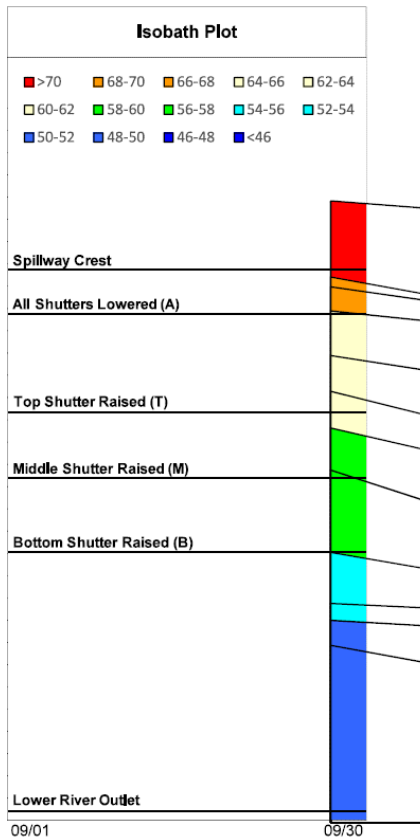 Isobath Plot
>70 68-70 66-68 64-66 62-64
60-62 58-60 56-58 54-56 52-54
50-52 48-50 46-48 <46
Spillway Crest
All Shutters Lowered (A)
Top Shutter Raised (T)
Middle Shutter Raised (M)
Bottom Shutter Raised (B)
Lower River Outlet
09/01 09/30